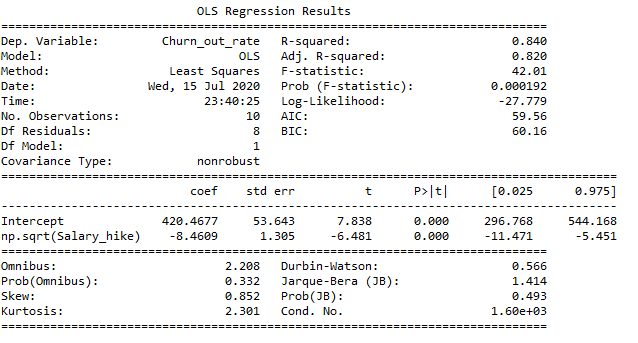 OLS Regression Results
==============================================================================
Dep. Variable: Churn_out_rate R-squared: 0.840
Model: OLS Adj. R-squared: 0.820
Method: Least Squares F-statistic: 42.01
Date: Wed, 15 Jul 2020 Prob (F-statistic): 0.000192
Time: 23:40:25 Log-Likelihood: -27.779
No. Observations: 10 AIC: 59.56
Df Residuals: 8 BIC: 60.16
Df Model: 1
Covariance Type: nonrobust
========================================================================================
coef std err t P>|t| [0.025 0.975]
----------------------------------------------------------------------------------------
Intercept 420.4677 53.643 7.838 0.000 296.768 544.168
np.sqrt(Salary_hike) -8.4609 1.305 -6.481 0.000 -11.471 -5.451
==============================================================================
Omnibus: 2.208 Durbin-Watson: 0.566
Prob(Omnibus): 0.332 Jarque-Bera (JB): 1.414
Skew: 0.852 Prob(JB): 0.493
Kurtosis: 2.301 Cond. No. 1.60e+03
==============================================================================